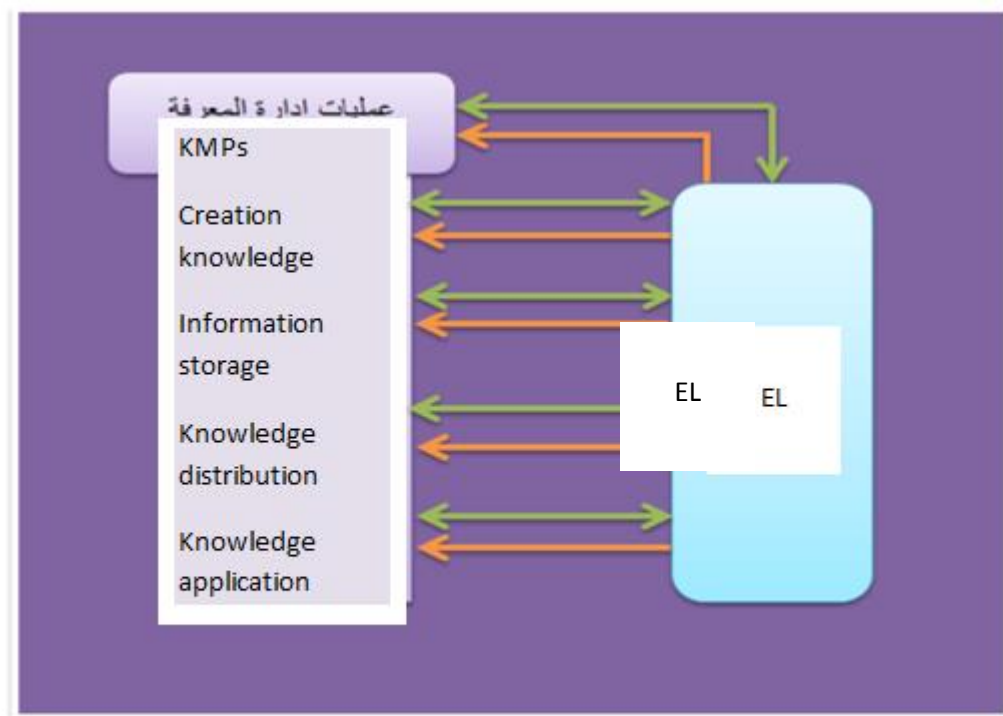 عمليات ادارة المعرفة
KMPs
Creation
knowledge
Information
storage
Knowledge
distribution
Knowledge
application
EL
EL